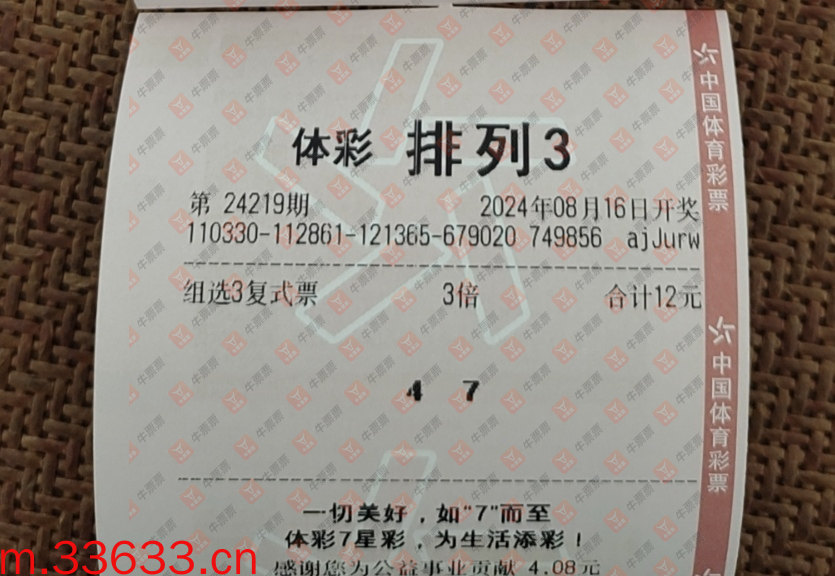 体彩 排列3
第 24219期 2024年08月16日开奖
110330-112861-121365-679020 749856 ajJurw
组选3复式票 3倍 合计12元
4 7
一切美好，如"7"而至
体彩7星彩，为生活添彩！
感谢您为公益事业贡献 4.08元
中国体育彩票
中国体育彩票
牛票票
m.33633.cn